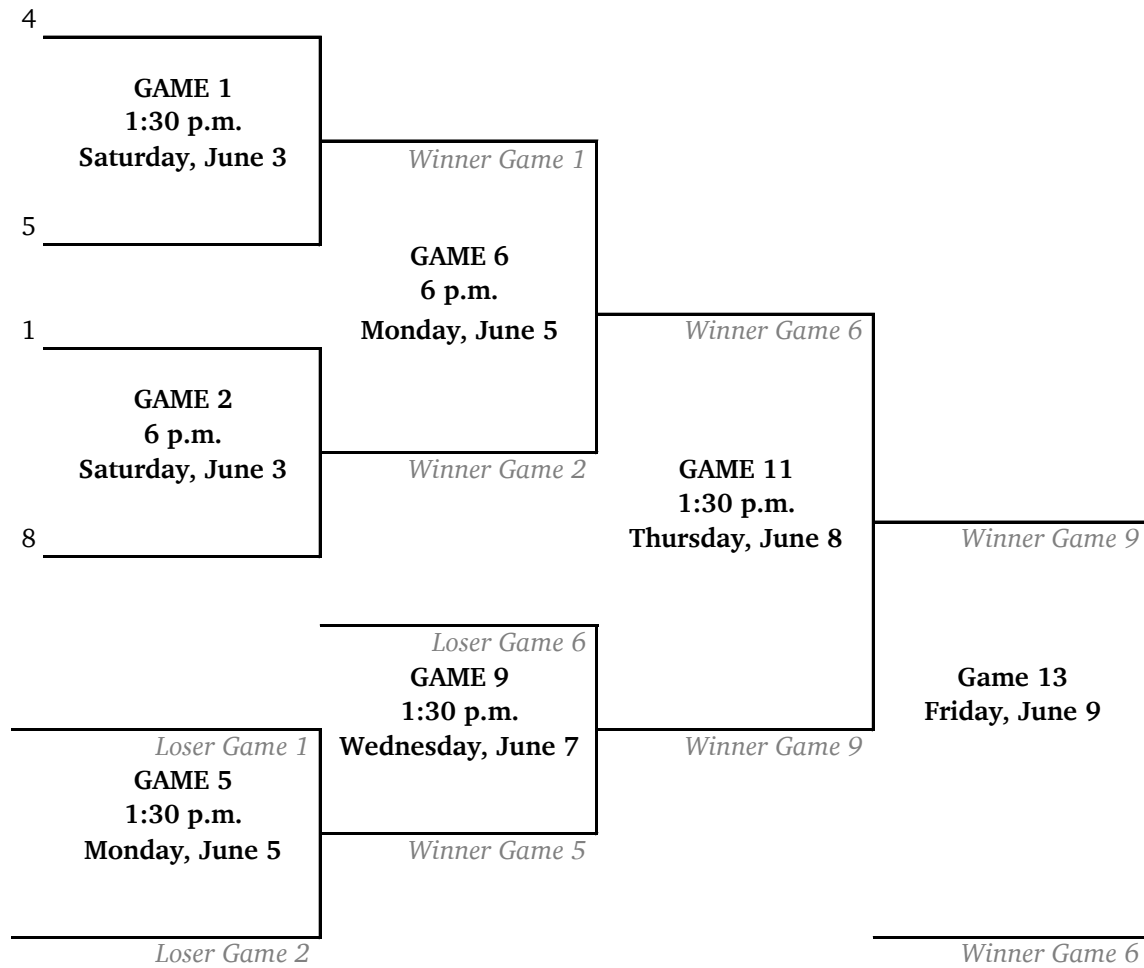 4
GAME 1
1:30 p.m.
Saturday, June 3
Winner Game 1
5
GAME 6
6 p.m.
Monday, June 5
1
Winner Game 6
GAME 2
6 p.m.
Saturday, June 3
Winner Game 2
8
GAME 11
1:30 p.m.
Thursday, June 8
Winner Game 9
Loser Game 6
GAME 9
1:30 p.m.
Wednesday, June 7
Winner Game 9
Game 13
Friday, June 9
Loser Game 1
GAME 5
1:30 p.m.
Monday, June 5
Winner Game 5
Loser Game 2
Winner Game 6